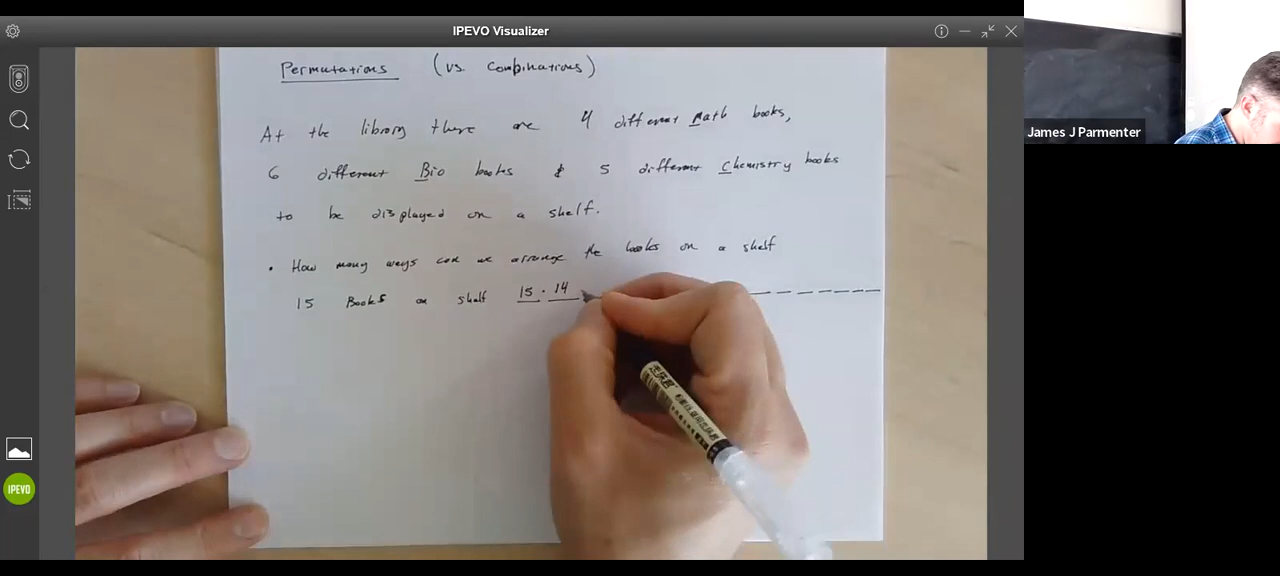 IPEVO Visualizer
Permutations (vs. Combinations)
At the library there are 4 different Math books,
6 different Bio books & 5 different Chemistry books
to be displayed on a shelf.
• How many ways can we arrange the books on a shelf
15 Books on shelf 15 · 14
James J Parmenter
IPEVO